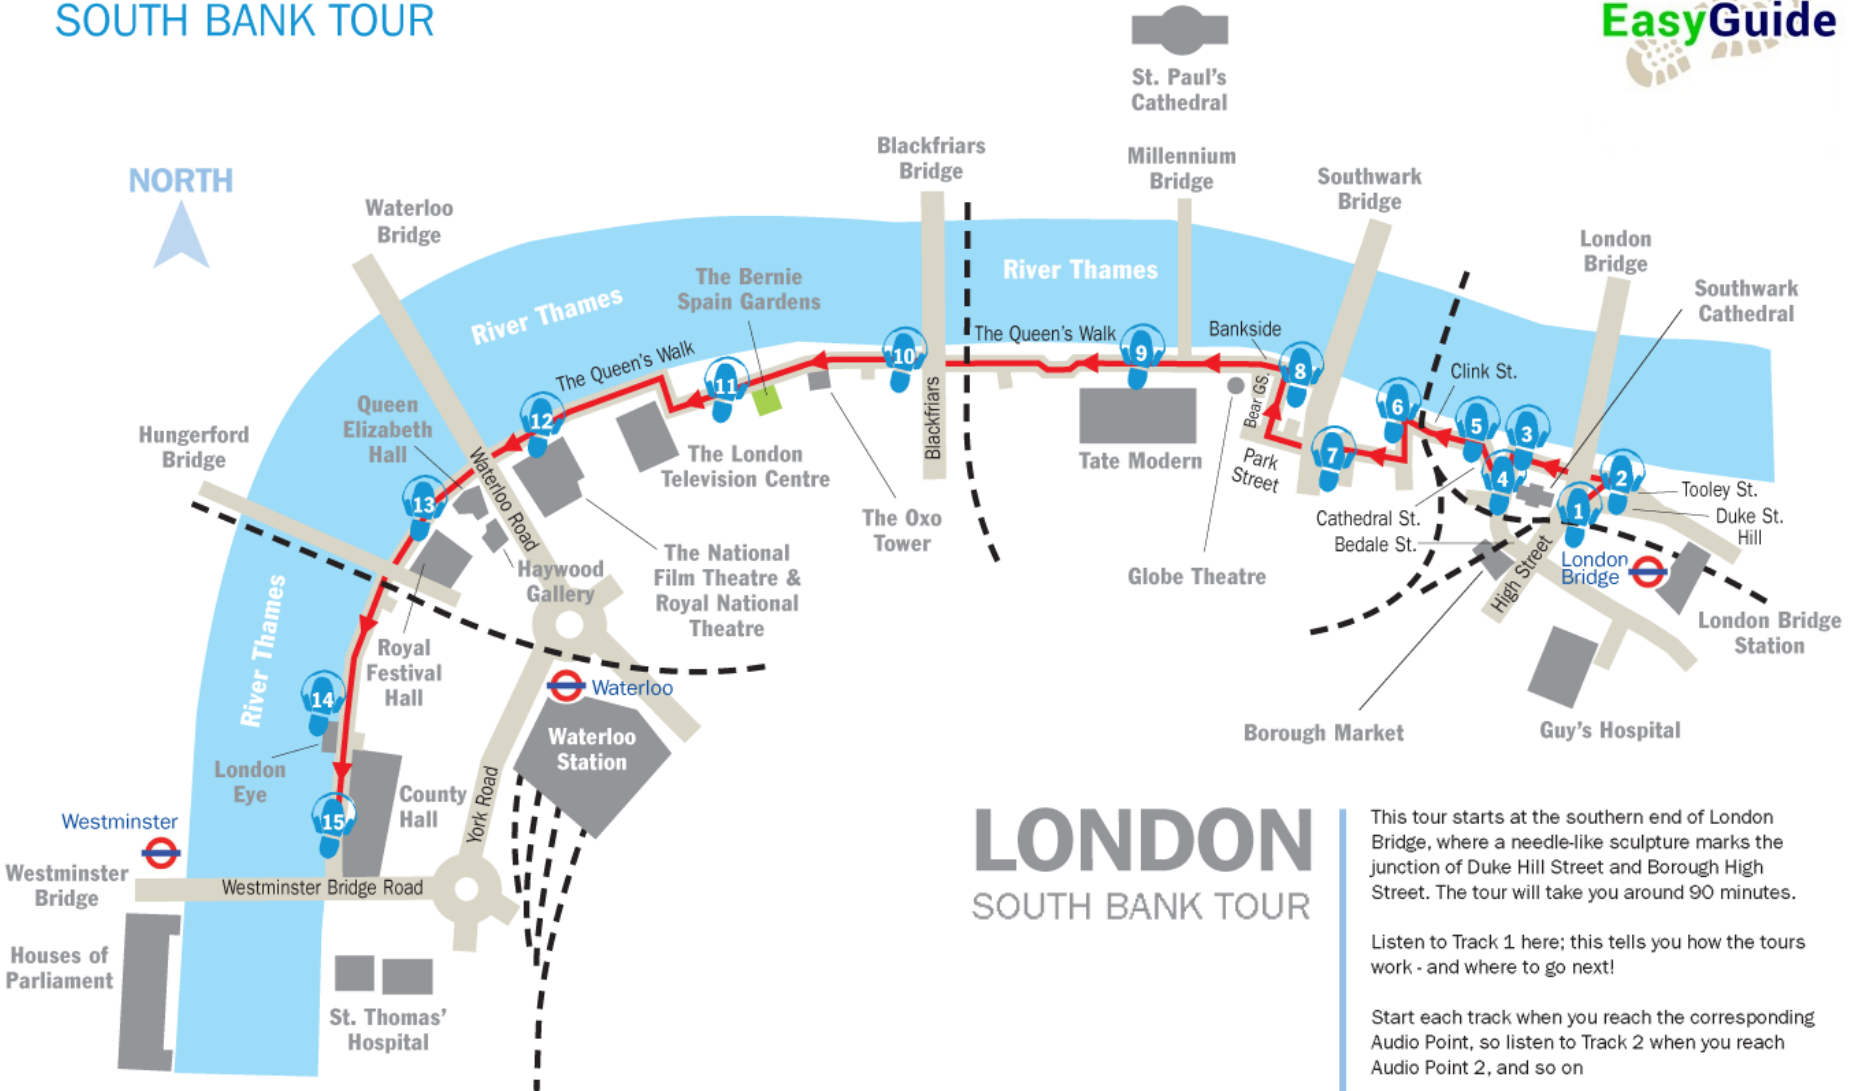 SOUTH BANK TOUR
EasyGuide
St. Paul's
Cathedral
Blackfriars
Bridge
Millennium
Bridge
Southwark
Bridge
NORTH
Waterloo
Bridge
London
Bridge
Southwark
Cathedral
River Thames
River Thames
The Bernie
Spain Gardens
The Queen's Walk
Bankside
The Queen's Walk
Clink St.
10
9
8
11
12
6
5
3
7
4
2
1
13
Queen
Elizabeth
Hall
Hungerford
Bridge
Blackfriars
Bear GS.
Park
Street
Tate Modern
The London
Television Centre
Waterloo Road
Tooley St.
Duke St.
Hill
Cathedral St.
Bedale St.
The Oxo
Tower
High Street
London
Bridge
The National
Film Theatre &
Royal National
Theatre
Haywood
Gallery
Globe Theatre
River Thames
Royal
Festival
Hall
London Bridge
Station
14
Waterloo
Waterloo
Station
Borough Market
Guy's Hospital
London
Eye
County
Hall
York Road
15
Westminster
Westminster
Bridge
Westminster Bridge Road
Houses of
Parliament
St. Thomas'
Hospital
LONDON
SOUTH BANK TOUR
This tour starts at the southern end of London
Bridge, where a needle-like sculpture marks the
junction of Duke Hill Street and Borough High
Street. The tour will take you around 90 minutes.
Listen to Track 1 here; this tells you how the tours
work - and where to go next!
Start each track when you reach the corresponding
Audio Point, so listen to Track 2 when you reach
Audio Point 2, and so on